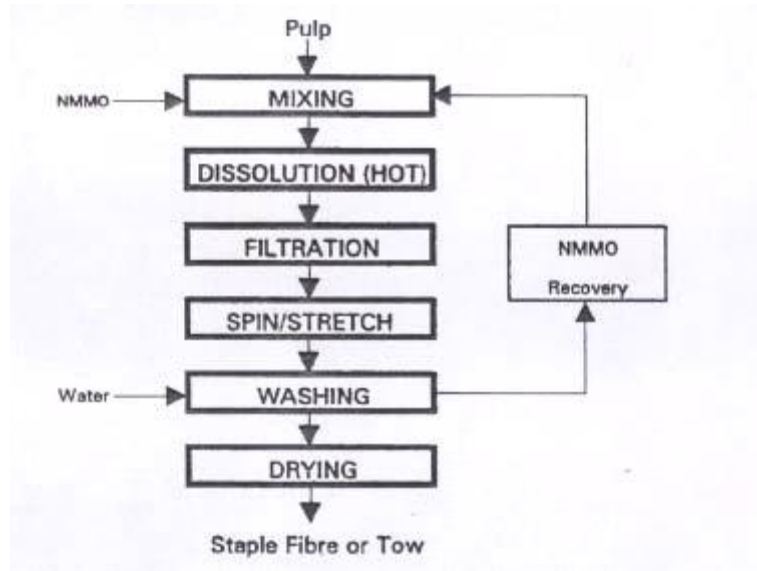 Pulp
NMMO
MIXING
DISSOLUTION (HOT)
FILTRATION
NMMO
Recovery
SPIN/STRETCH
Water
WASHING
DRYING
Staple Fibre or Tow